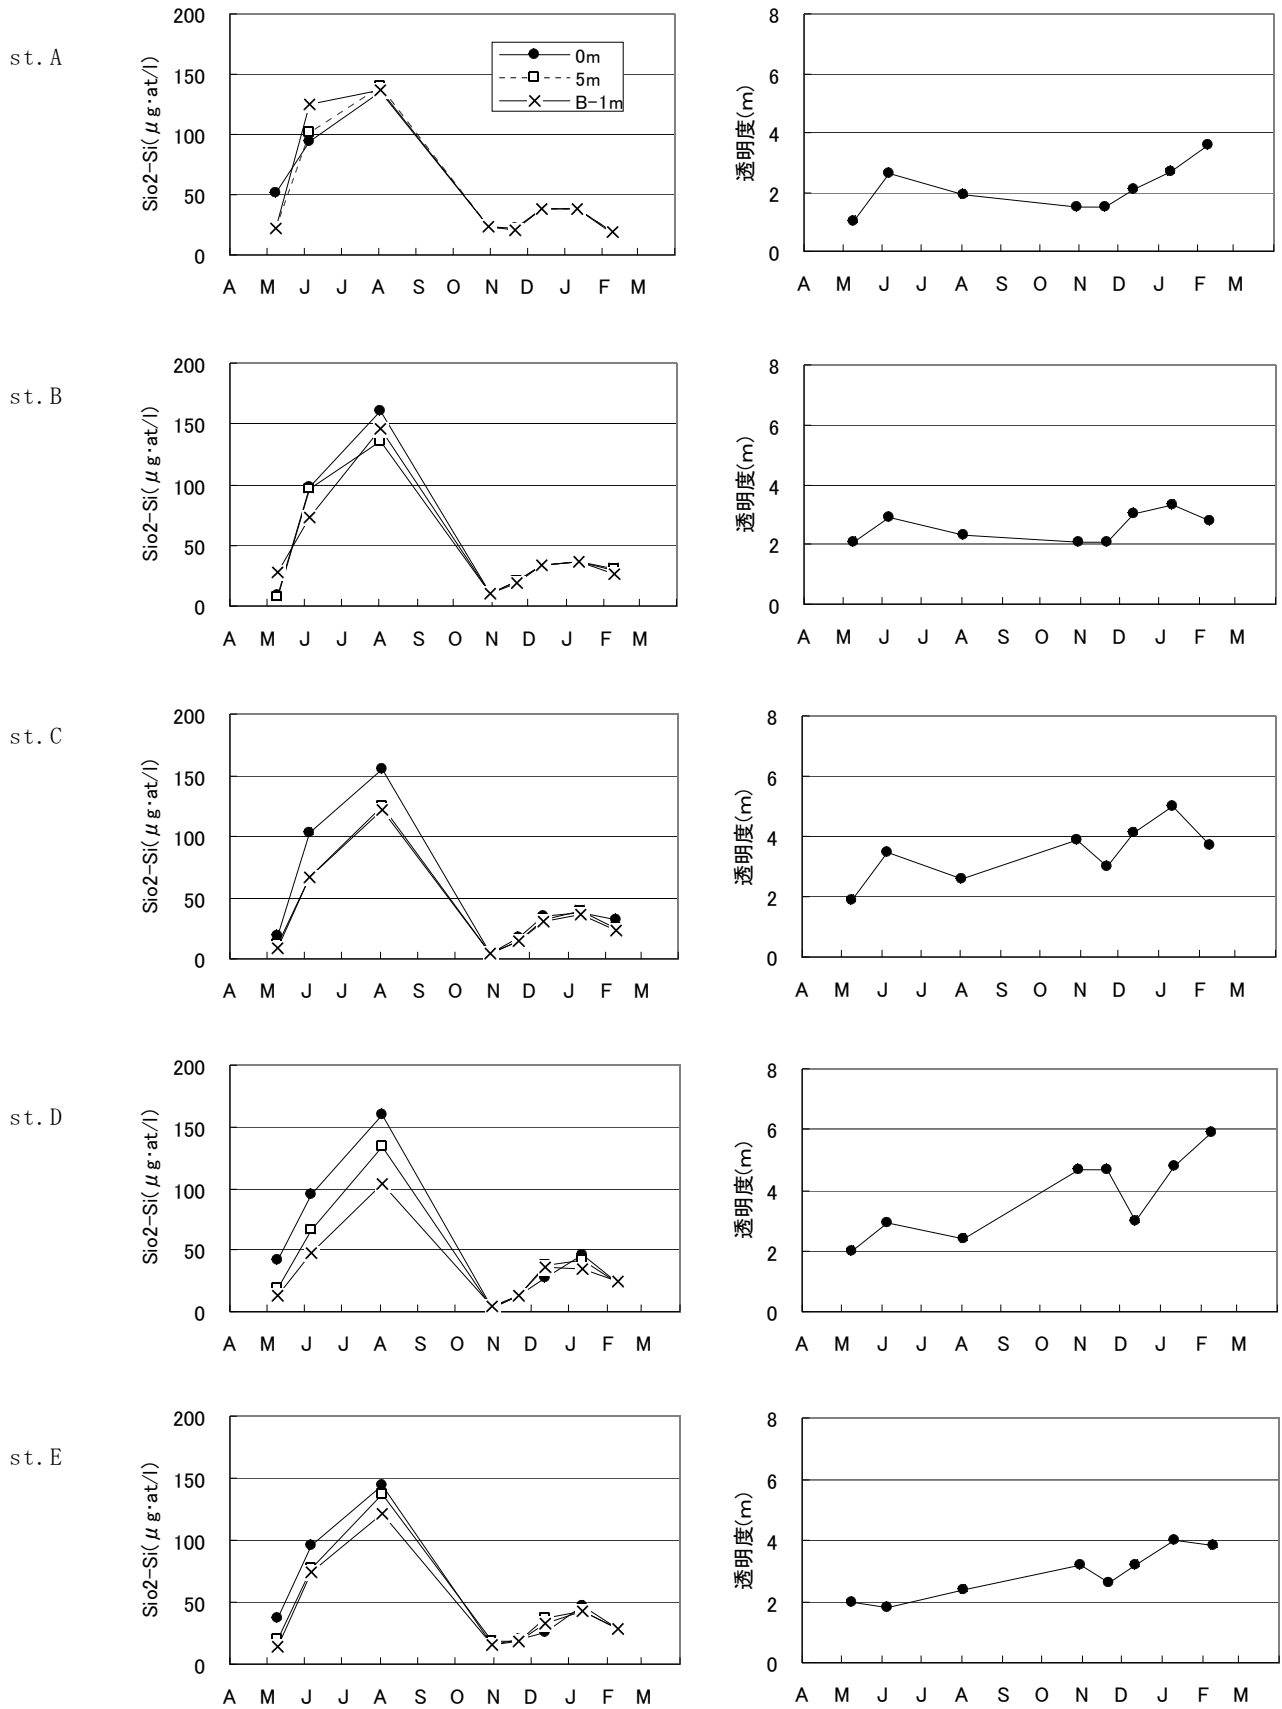 st.A
Sio2-Si(μg・at/l)
200
150
100
50
0
0m
5m
B-1m
A M J J A S O N D J F M
透明度(m)
8
6
4
2
0
A M J J A S O N D J F M
st.B
Sio2-Si(μg・at/l)
200
150
100
50
0
A M J J A S O N D J F M
透明度(m)
8
6
4
2
0
A M J J A S O N D J F M
st.C
Sio2-Si(μg・at/l)
200
150
100
50
0
A M J J A S O N D J F M
透明度(m)
8
6
4
2
0
A M J J A S O N D J F M
st.D
Sio2-Si(μg・at/l)
200
150
100
50
0
A M J J A S O N D J F M
透明度(m)
8
6
4
2
0
A M J J A S O N D J F M
st.E
Sio2-Si(μg・at/l)
200
150
100
50
0
A M J J A S O N D J F M
透明度(m)
8
6
4
2
0
A M J J A S O N D J F M